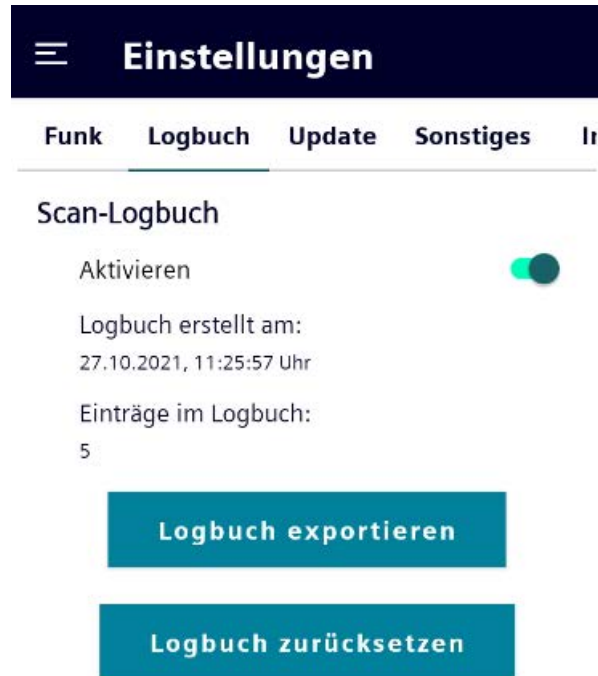 Einstellungen
Funk Logbuch Update Sonstiges
Scan-Logbuch
Aktivieren
Logbuch erstellt am:
27.10.2021, 11:25:57 Uhr
Einträge im Logbuch:
5
Logbuch exportieren
Logbuch zurücksetzen